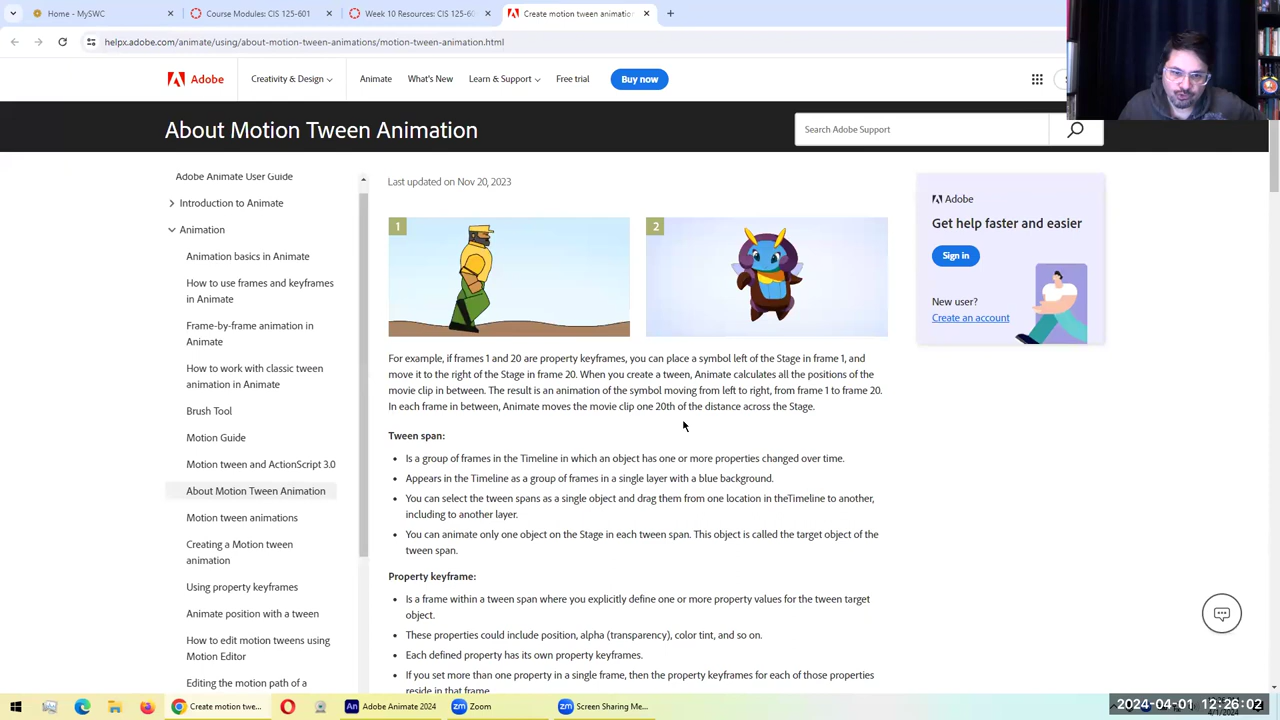 Home - MySWC
Course Modules: CIS 125-601
Week 10 Resources: CIS 125-60
Create motion tween animation
helpx.adobe.com/animate/using/about-motion-tween-animations/motion-tween-animation.html
Adobe
Creativity & Design
Animate
What's New
Learn & Support
Free trial
Buy now
About Motion Tween Animation
Search Adobe Support
Adobe Animate User Guide
Introduction to Animate
Animation
Animation basics in Animate
How to use frames and keyframes
in Animate
Frame-by-frame animation in
Animate
How to work with classic tween
animation in Animate
Brush Tool
Motion Guide
Motion tween and ActionScript 3.0
About Motion Tween Animation
Motion tween animations
Creating a Motion tween
animation
Using property keyframes
Animate position with a tween
How to edit motion tweens using
Motion Editor
Editing the motion path of a
Last updated on Nov 20, 2023
1
2
For example, if frames 1 and 20 are property keyframes, you can place a symbol left of the Stage in frame 1, and
move it to the right of the Stage in frame 20. When you create a tween, Animate calculates all the positions of the
movie clip in between. The result is an animation of the symbol moving from left to right, from frame 1 to frame 20.
In each frame in between, Animate moves the movie clip one 20th of the distance across the Stage.
Tween span:
• Is a group of frames in the Timeline in which an object has one or more properties changed over time.
• Appears in the Timeline as a group of frames in a single layer with a blue background.
• You can select the tween spans as a single object and drag them from one location in theTimeline to another,
including to another layer.
• You can animate only one object on the Stage in each tween span. This object is called the target object of the
tween span.
Property keyframe:
• Is a frame within a tween span where you explicitly define one or more property values for the tween target
object.
• These properties could include position, alpha (transparency), color tint, and so on.
• Each defined property has its own property keyframes.
• If you set more than one property in a single frame, then the property keyframes for each of those properties
reside in that frame.
Adobe
Get help faster and easier
Sign in
New user?
Create an account
Create motion twe...
An Adobe Animate 2024
zm Zoom
zm Screen Sharing Me...
2024-04-01 12:26:02